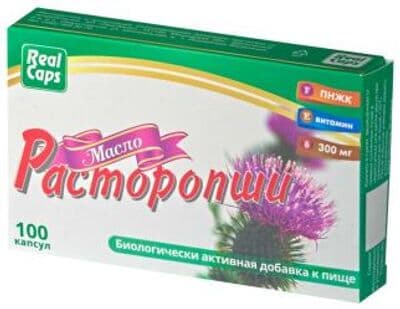 Real
Caps
ПНЖК
Е витамин
300 мг
Масло
Расторопши
100
капсул
Биологически активная добавка к пище